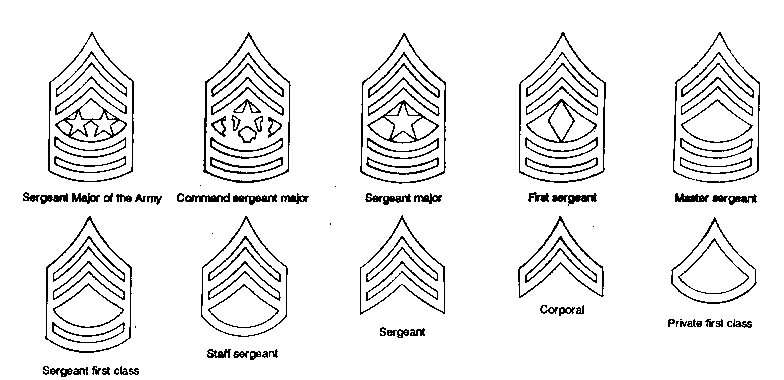 Sergeant Major of the Army
Command sergeant major
Sergeant major
First sergeant
Master sergeant
Sergeant first class
Staff sergeant
Sergeant
Corporal
Private first class